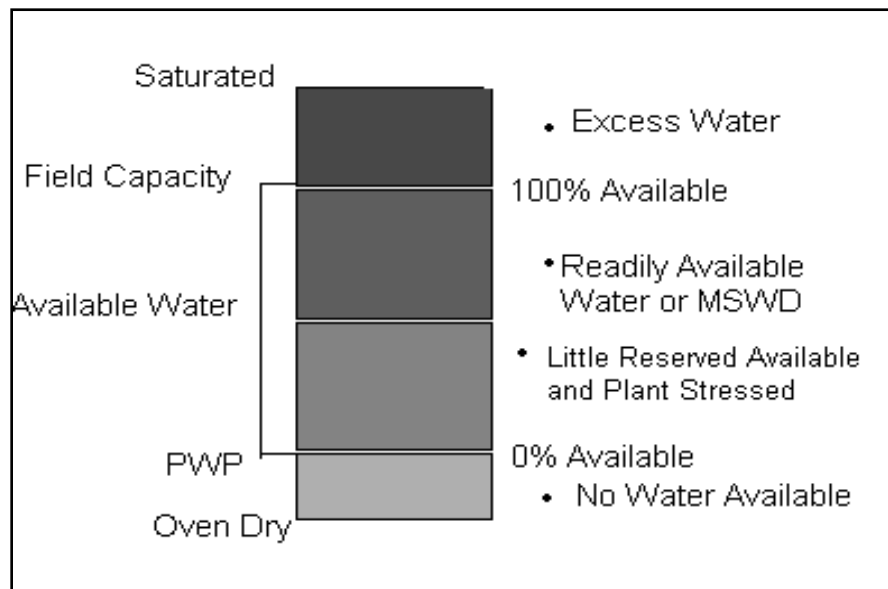 Saturated
• Excess Water
Field Capacity
100% Available
• Readily Available
Water or MSWD
Available Water
• Little Reserved Available
and Plant Stressed
PWP
0% Available
• No Water Available
Oven Dry